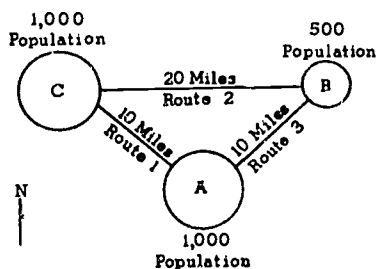 1,000
Population
500
Population
C
20 Miles
Route 2
B
10 Miles
Route 1
10 Miles
Route 3
A
N
1,000
Population